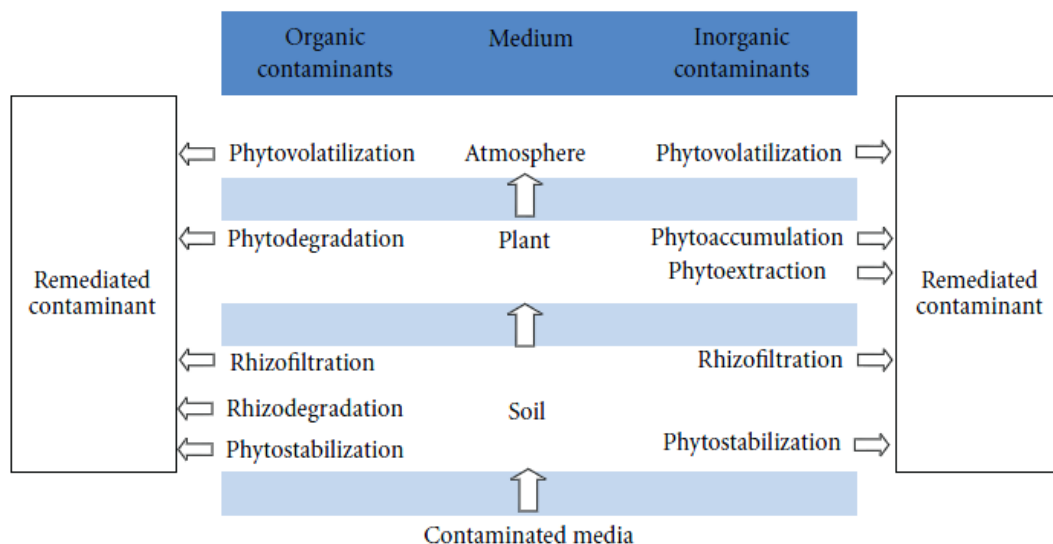 Organic
contaminants
Medium
Inorganic
contaminants
Phytovolatilization
Atmosphere
Phytovolatilization
Phytodegradation
Plant
Phytoaccumulation
Phytoextraction
Remediated
contaminant
Remediated
contaminant
Rhizofiltration
Rhizofiltration
Rhizodegradation
Soil
Phytostabilization
Phytostabilization
Contaminated media